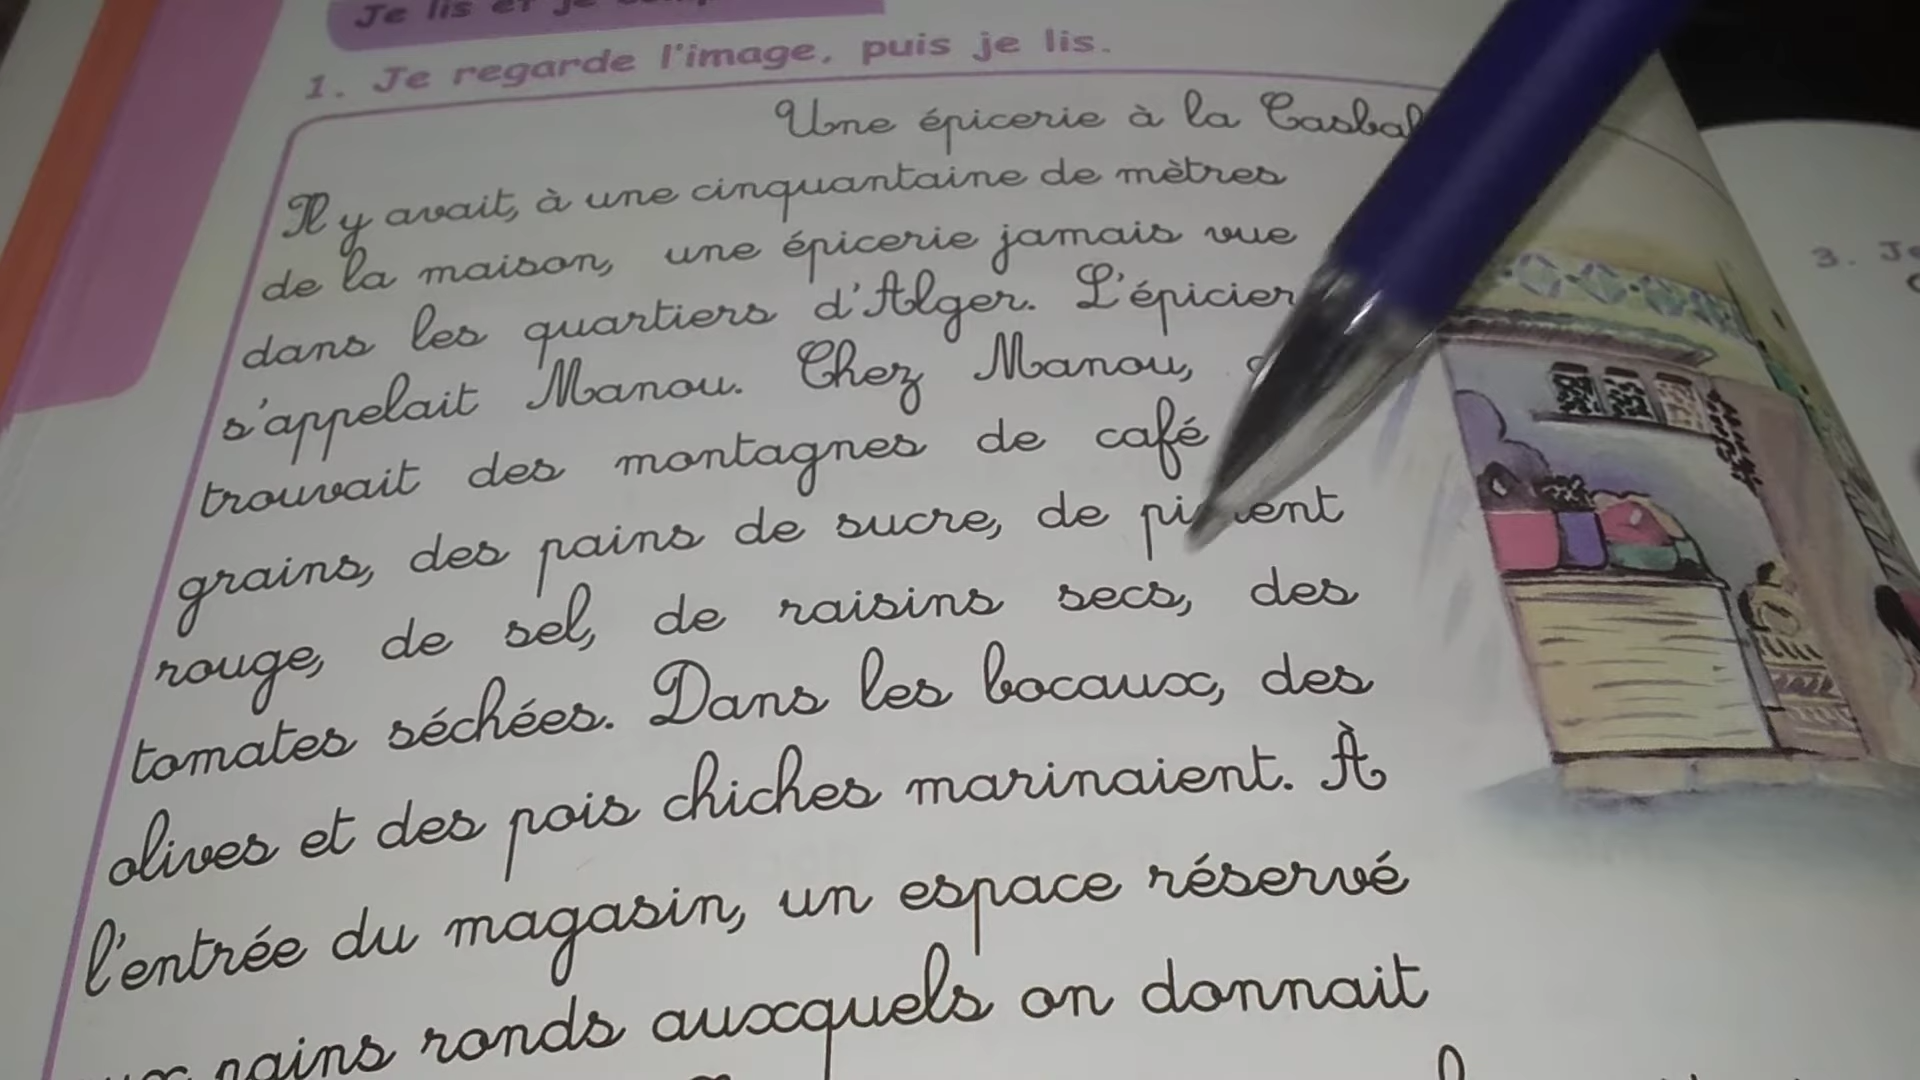 Je lis et je
1. Je regarde l'image, puis je lis.
Une épicerie à la
Il y avait, à une cinquantaine de mètres
de la maison, une épicerie jamais vue
dans les quartiers d'Alger. L'épicier
s'appelait Manou. Chez Manou,
trouvait des montagnes de café
grains, des pains de sucre, de piment
rouge, de sel, de raisins secs, des
tomates séchées. Dans les bocaux, des
olives et des pois chiches marinaient. À
l'entrée du magasin, un espace réservé
pains ronds auxquels on donnait
3.